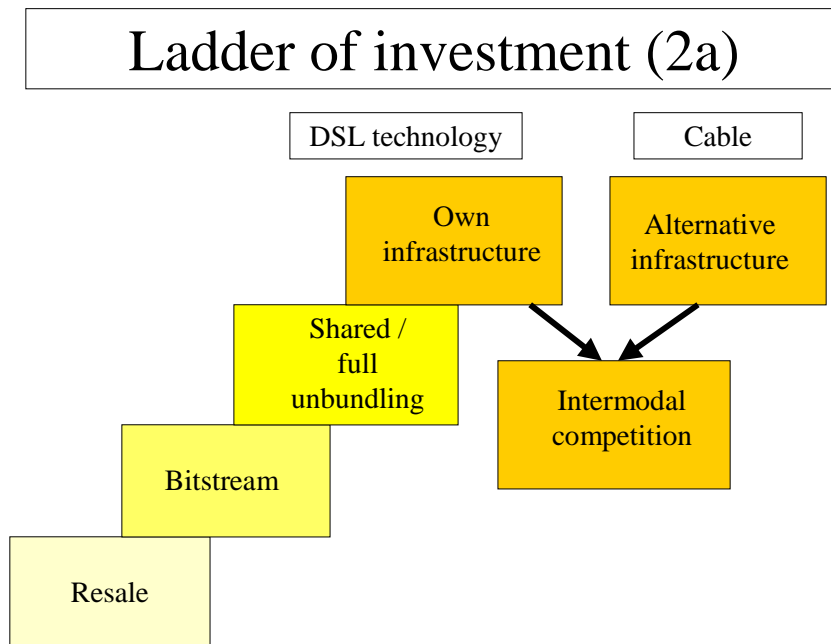 Ladder of investment (2a)
DSL technology
Cable
Own
infrastructure
Alternative
infrastructure
Shared /
full
unbundling
Intermodal
competition
Bitstream
Resale